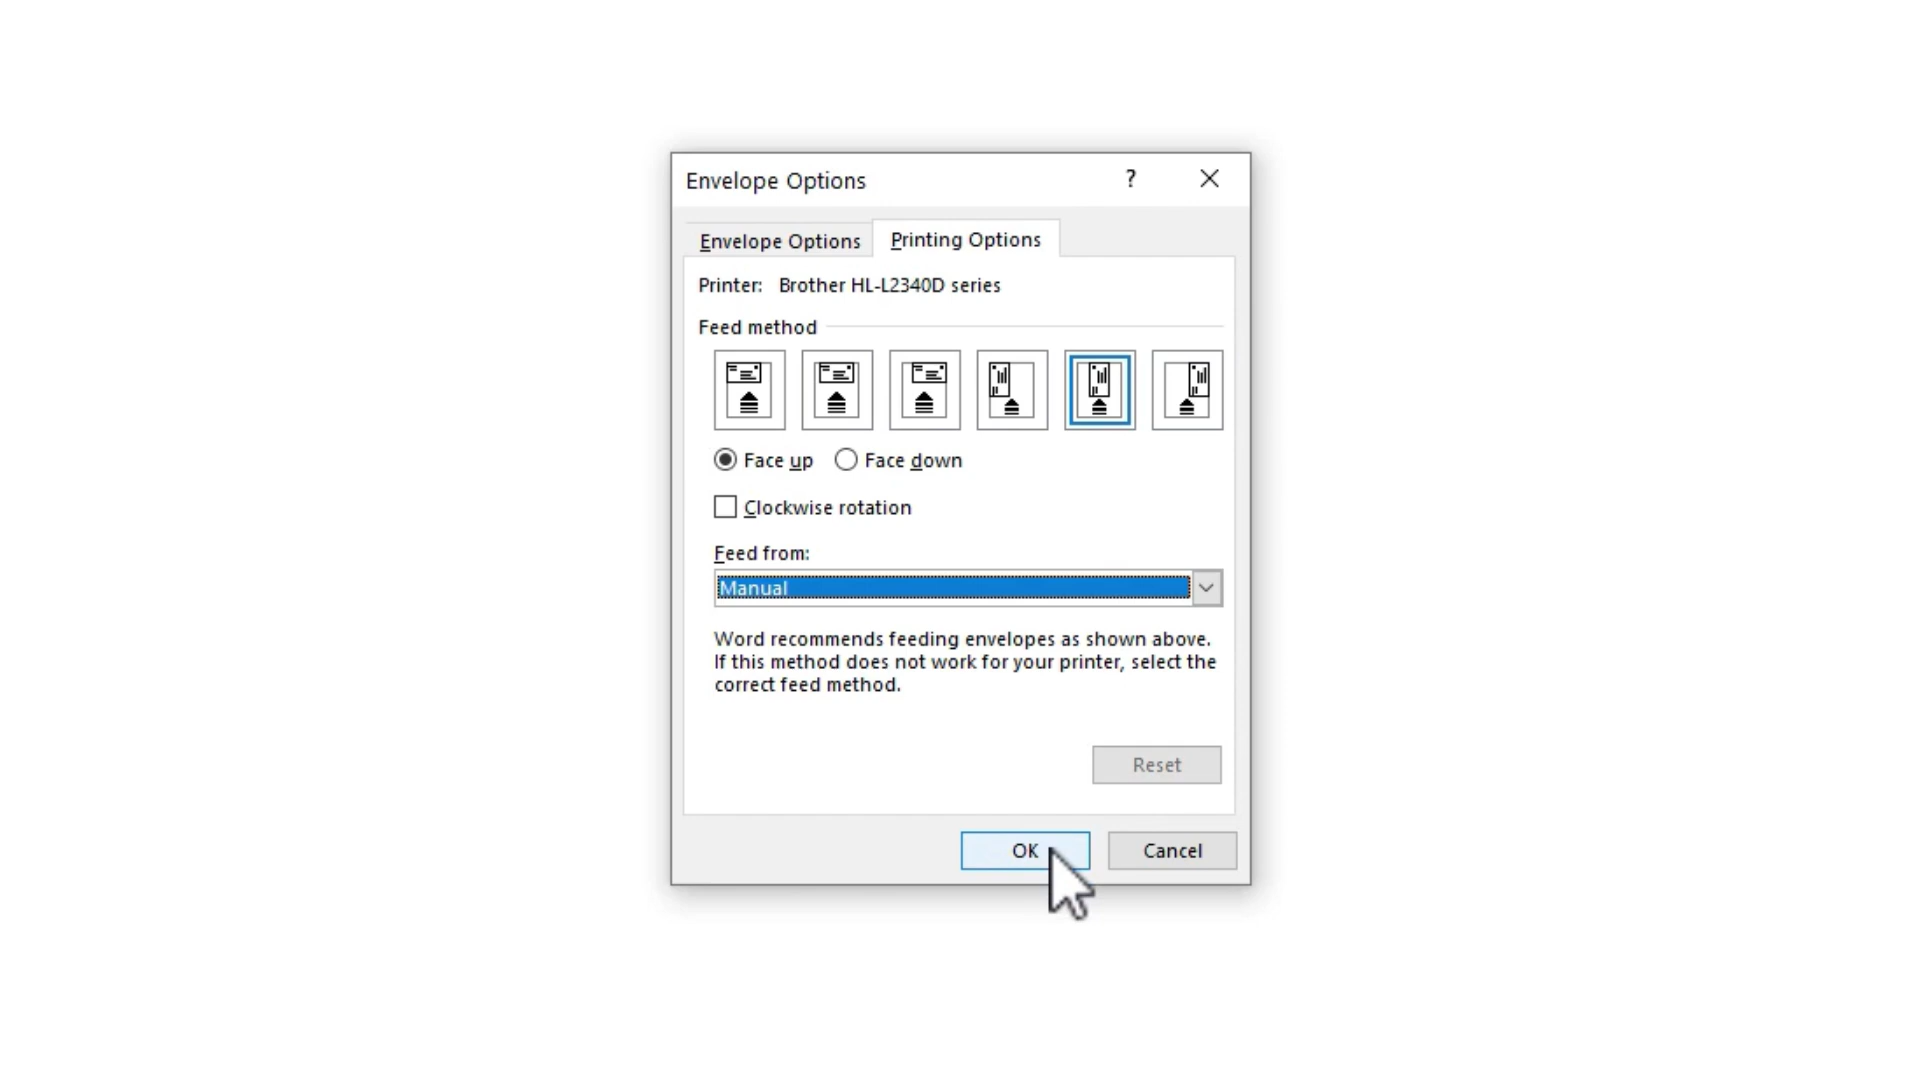 Envelope Options
Envelope Options Printing Options
Printer: Brother HL-L2340D series
Feed method
Face up Face down
Clockwise rotation
Feed from:
Manual
Word recommends feeding envelopes as shown above.
If this method does not work for your printer, select the
correct feed method.
Reset
OK Cancel